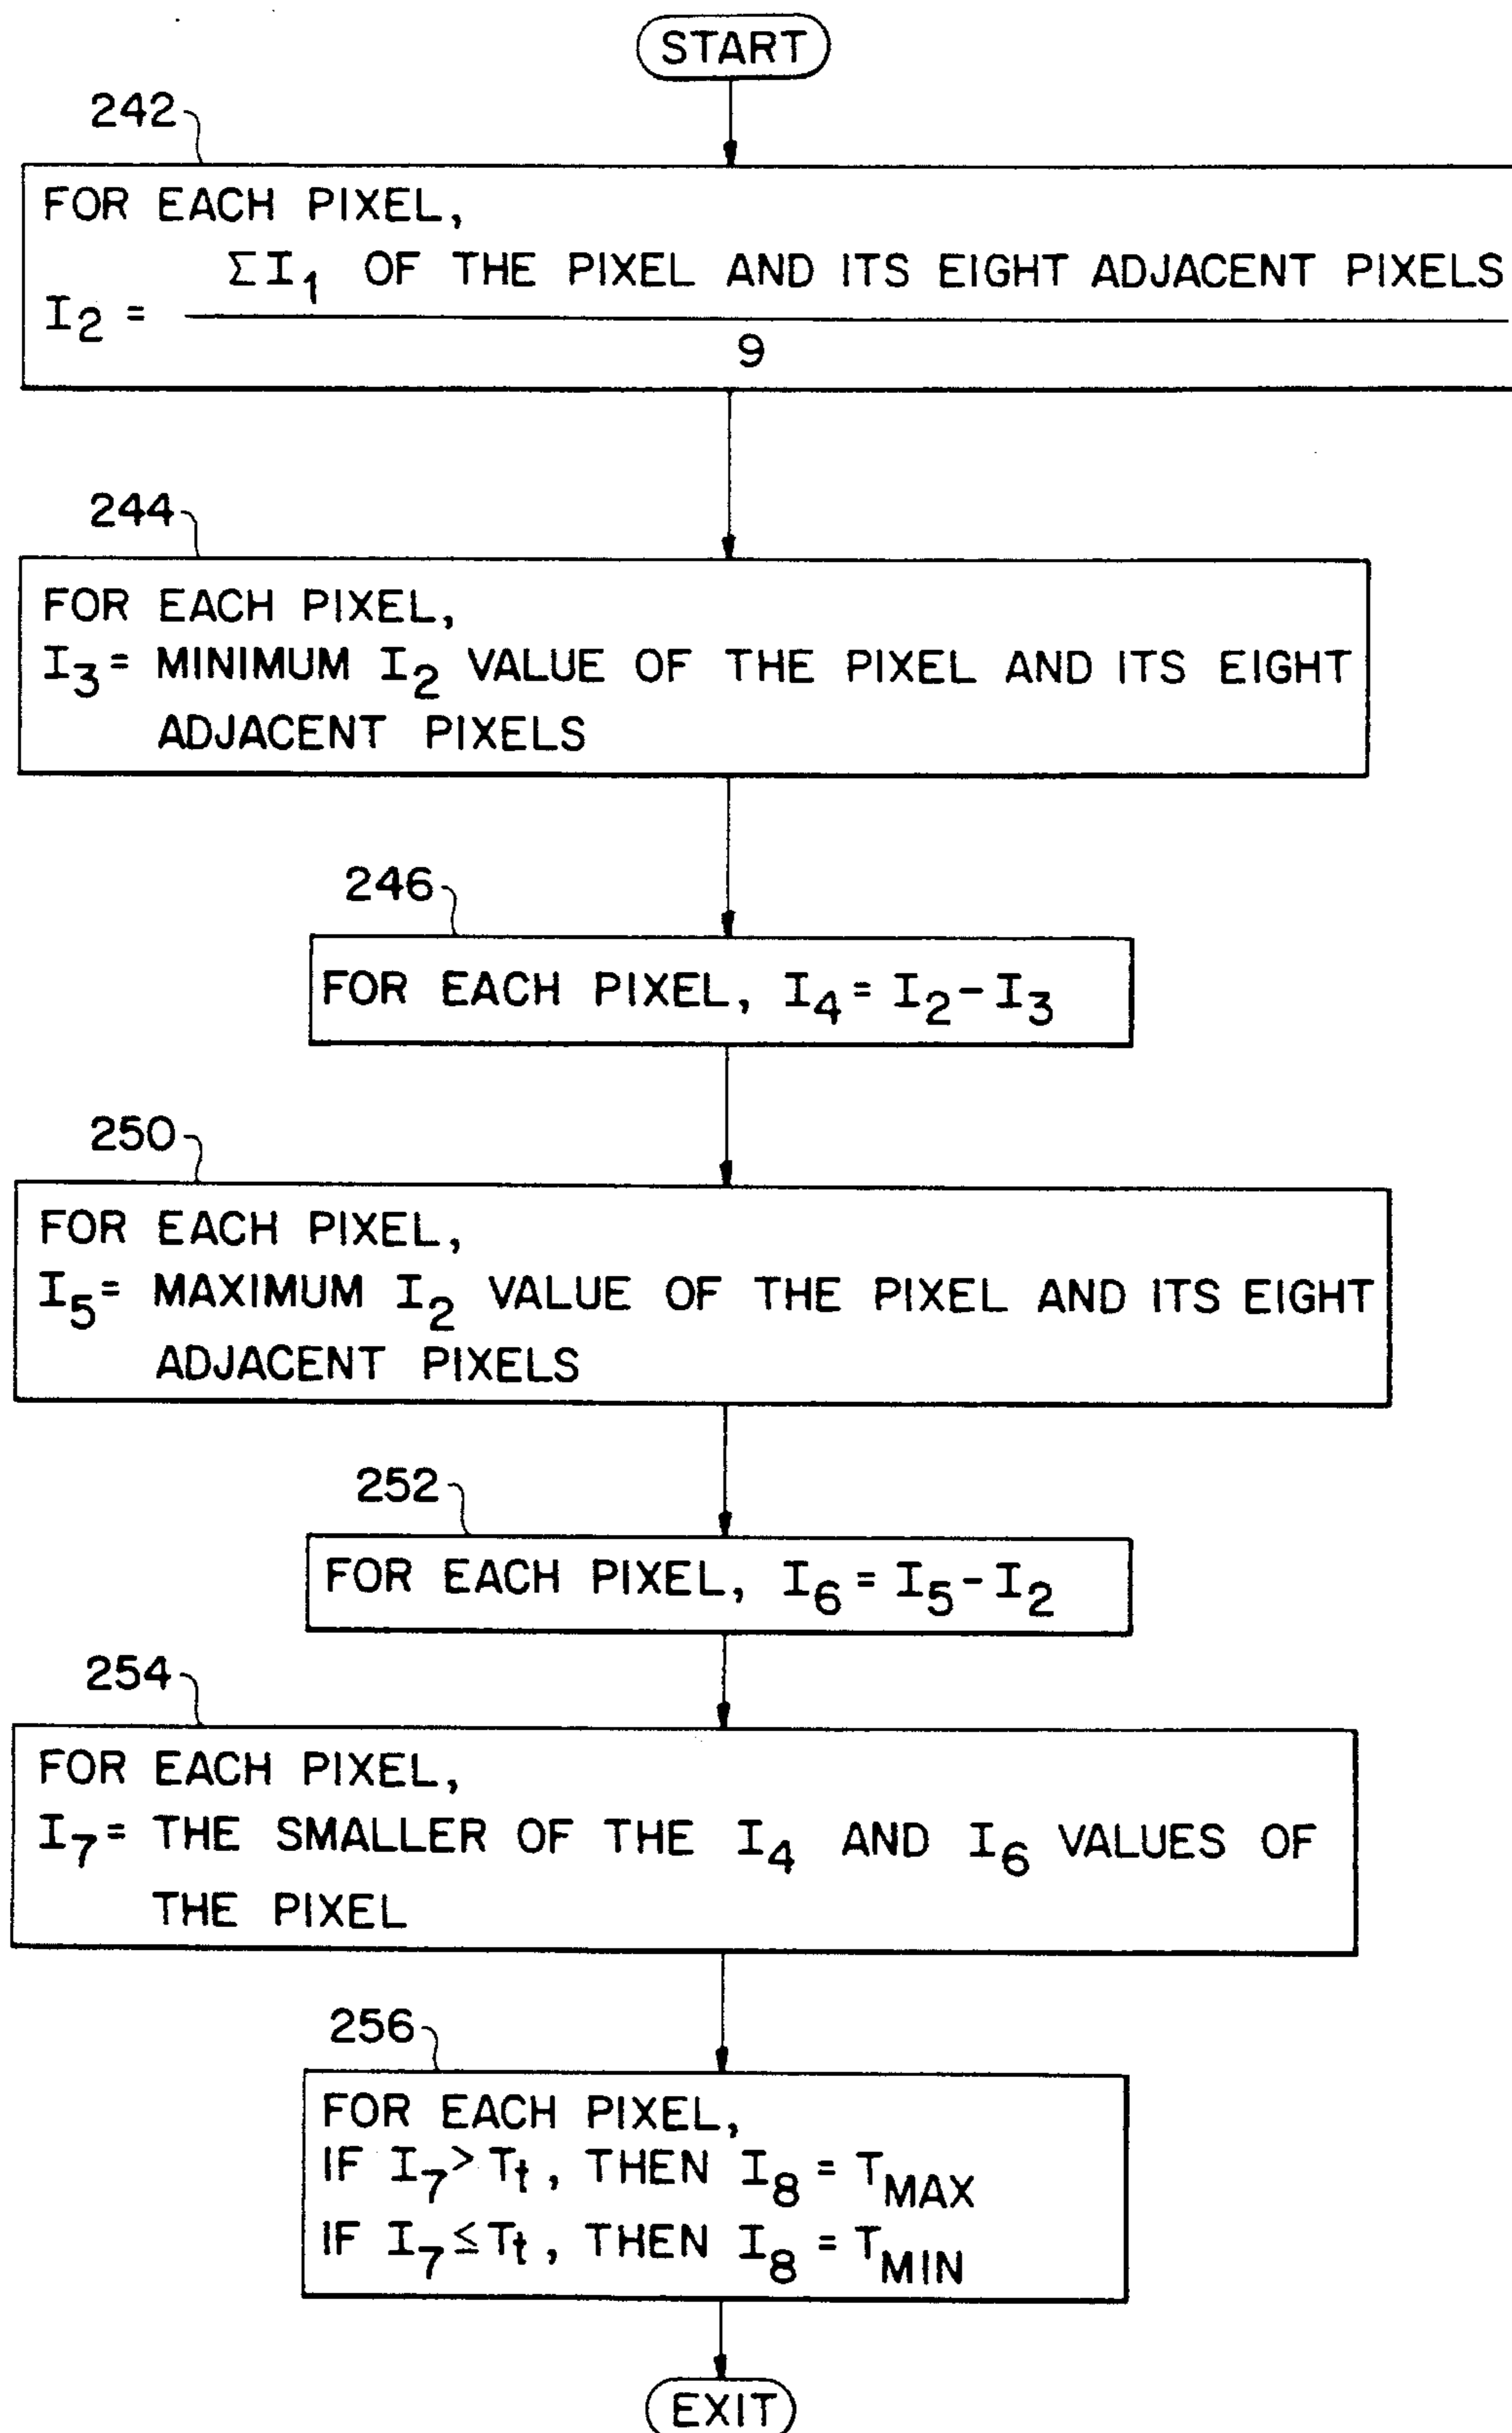 START
242
FOR EACH PIXEL,
ΣI₁ OF THE PIXEL AND ITS EIGHT ADJACENT PIXELS
I₂ =
9
244
FOR EACH PIXEL,
I₃ = MINIMUM I₂ VALUE OF THE PIXEL AND ITS EIGHT
ADJACENT PIXELS
246
FOR EACH PIXEL, I₄ = I₂ - I₃
250
FOR EACH PIXEL,
I₅ = MAXIMUM I₂ VALUE OF THE PIXEL AND ITS EIGHT
ADJACENT PIXELS
252
FOR EACH PIXEL, I₆ = I₅ - I₂
254
FOR EACH PIXEL,
I₇ = THE SMALLER OF THE I₄ AND I₆ VALUES OF
THE PIXEL
256
FOR EACH PIXEL,
IF I₇ > Tt, THEN I₈ = TMAX
IF I₇ ≤ Tt, THEN I₈ = TMIN
EXIT